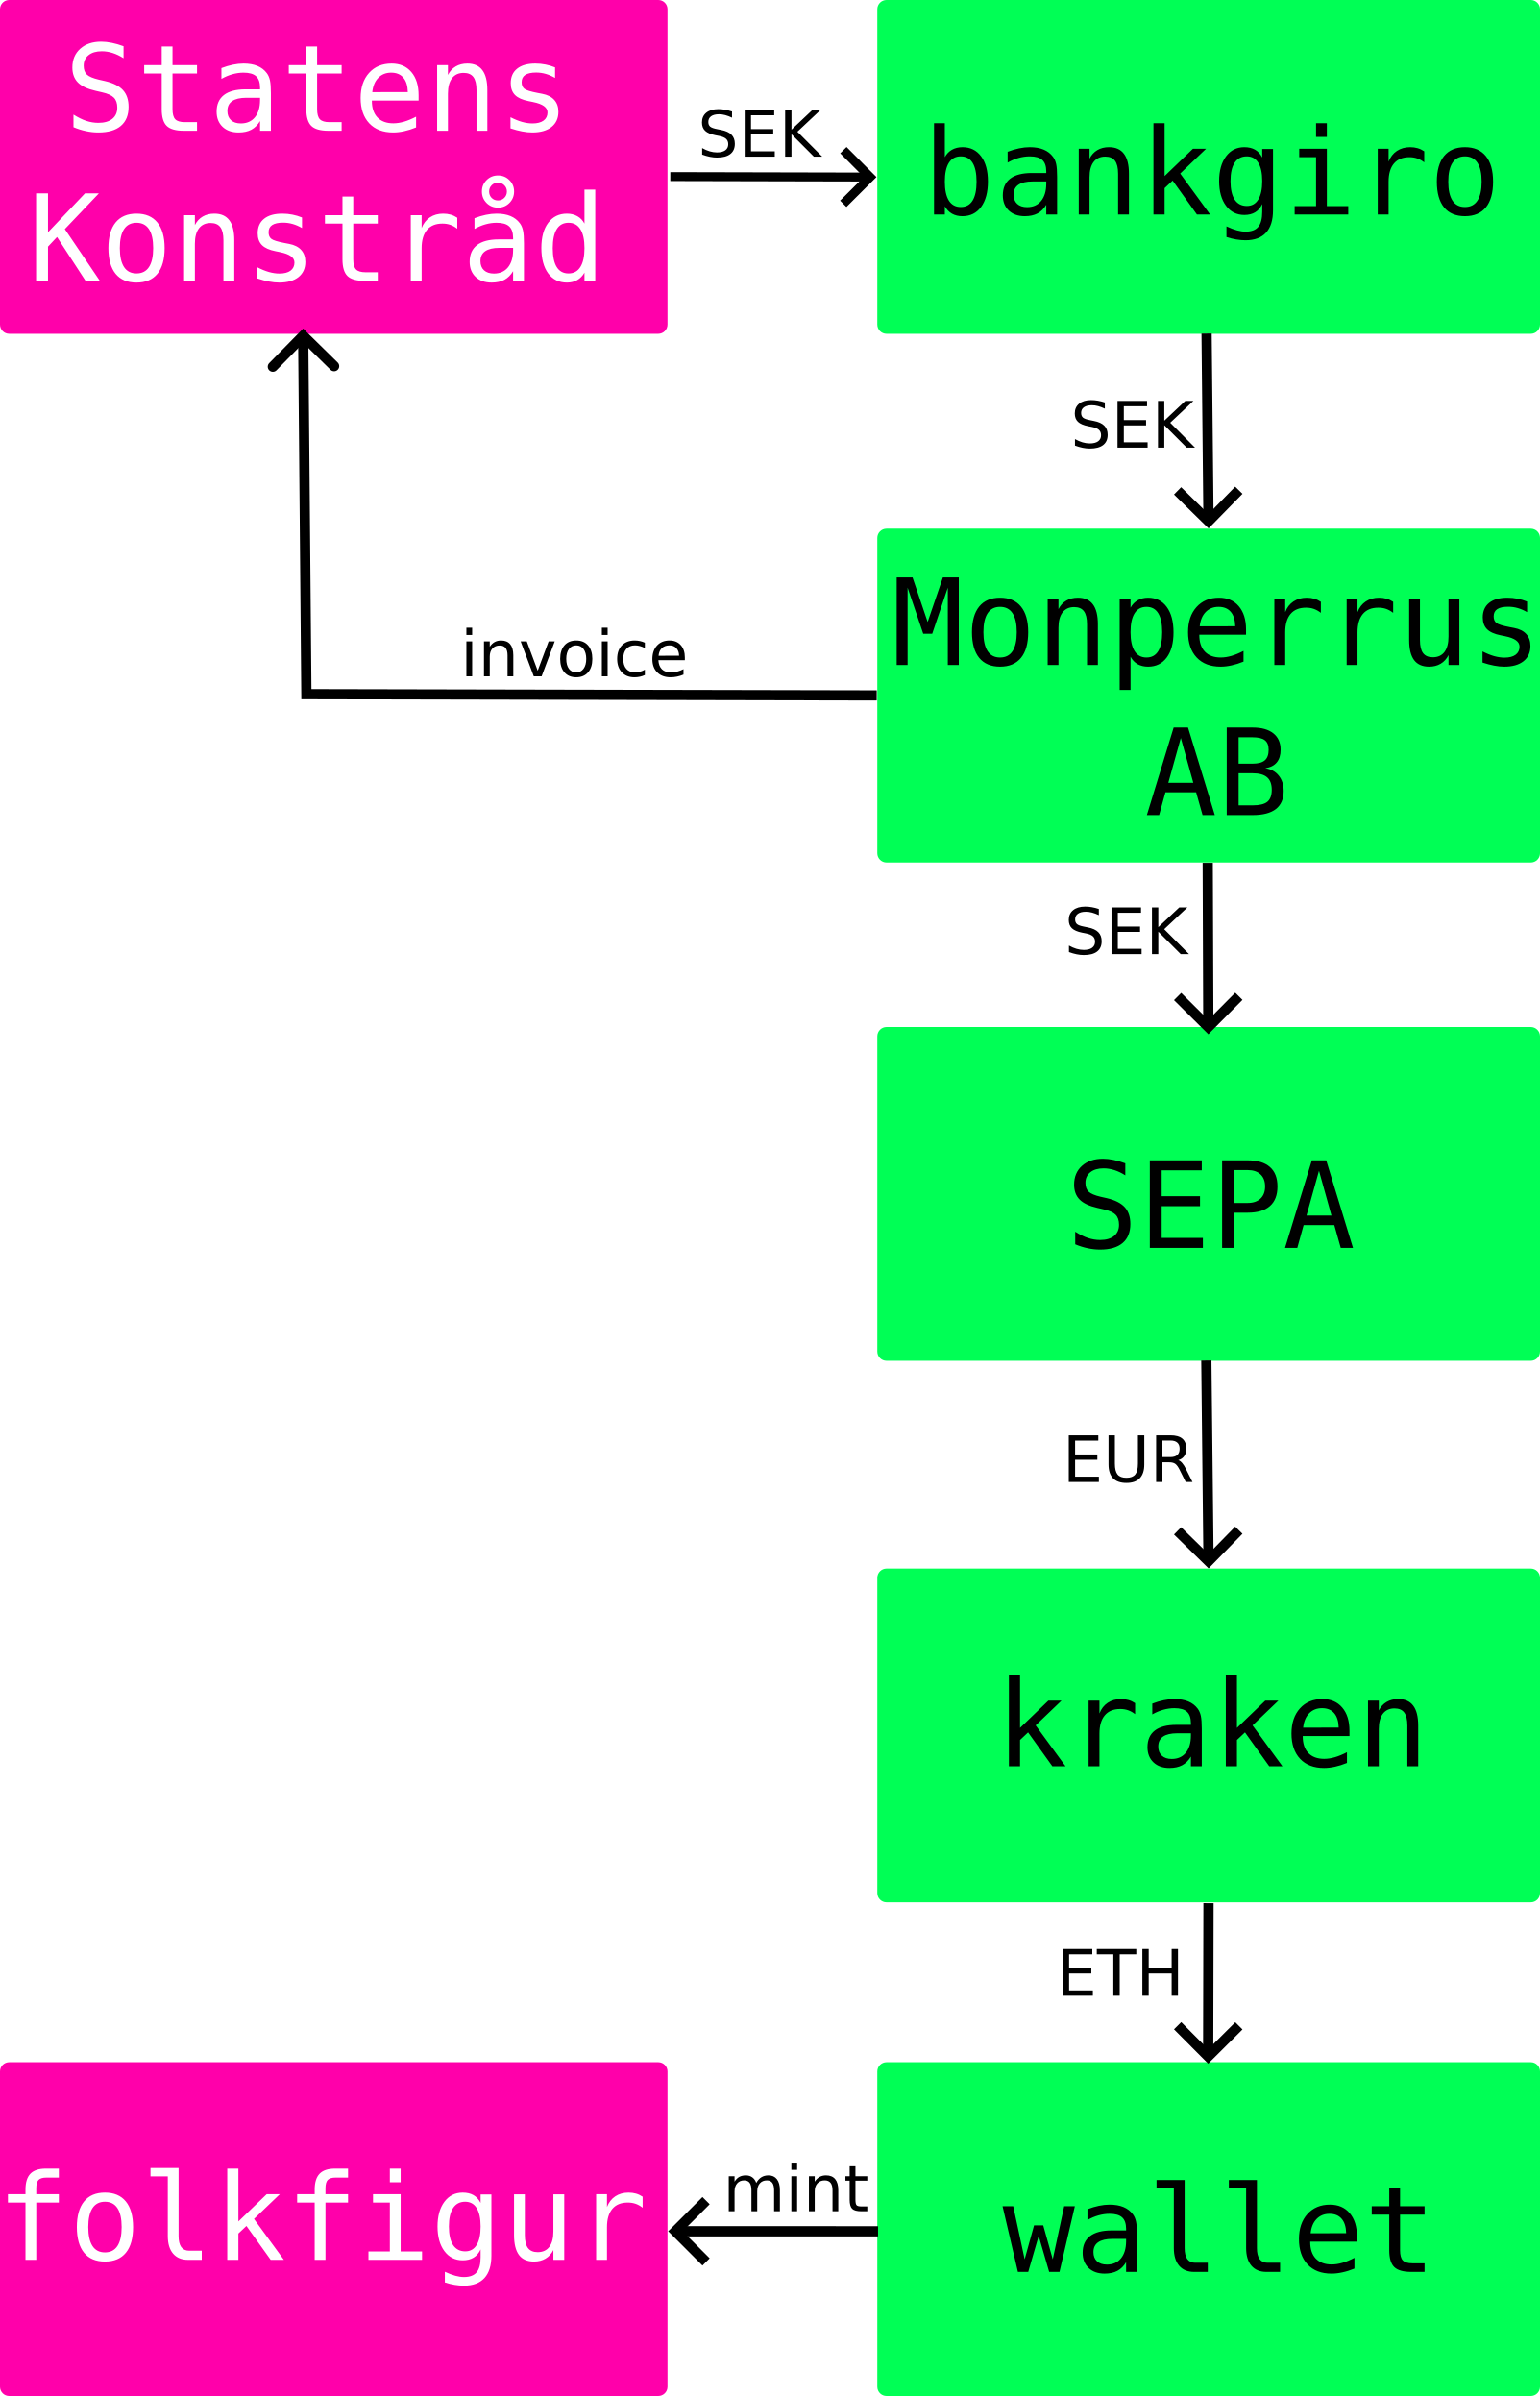 Statens
Konstråd
SEK
bankgiro
SEK
Monperrus
AB
invoice
SEK
SEPA
EUR
kraken
ETH
folkfigur
mint
wallet